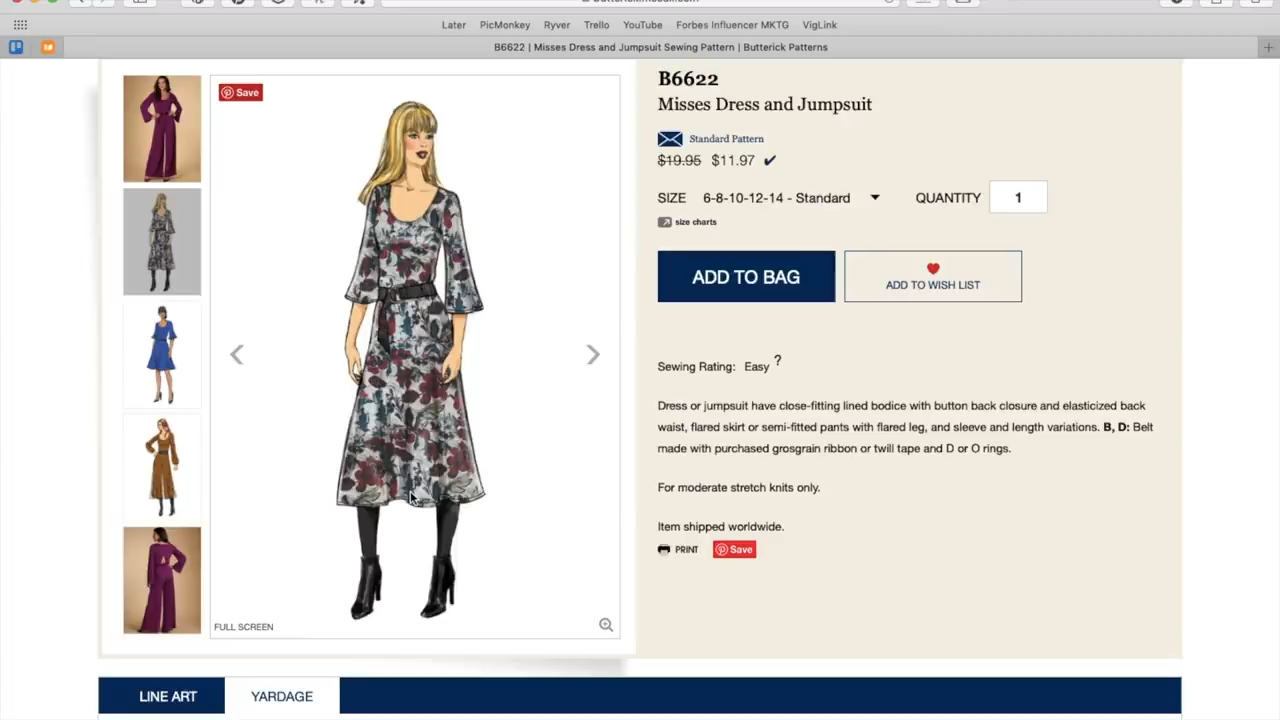 Later PicMonkey Ryver Trello YouTube Forbes Influencer MKTG VigLink
B6622 | Misses Dress and Jumpsuit Sewing Pattern | Butterick Patterns
Save
FULL SCREEN
B6622
Misses Dress and Jumpsuit
Standard Pattern
$19.95 $11.97 ✔
SIZE 6-8-10-12-14 - Standard QUANTITY 1
size charts
ADD TO BAG
ADD TO WISH LIST
Sewing Rating: Easy ?
Dress or jumpsuit have close-fitting lined bodice with button back closure and elasticized back
waist, flared skirt or semi-fitted pants with flared leg, and sleeve and length variations. B, D: Belt
made with purchased grosgrain ribbon or twill tape and D or O rings.
For moderate stretch knits only.
Item shipped worldwide.
PRINT Save
LINE ART YARDAGE